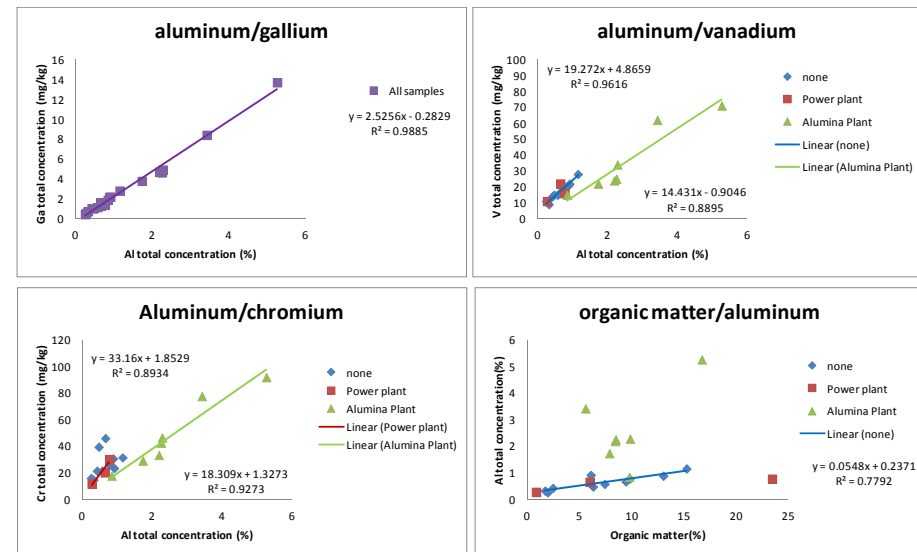 aluminum/gallium
Ga total concentration (mg/kg)
16
14
12
10
8
6
4
2
0
0
2
4
6
Al total concentration (%)
All samples
y = 2.5256x - 0.2829
R² = 0.9885
aluminum/vanadium
V total concentration (mg/kg)
100
90
80
70
60
50
40
30
20
10
0
0
2
4
6
Al total concentration (%)
y = 19.272x + 4.8659
R² = 0.9616
y = 14.431x - 0.9046
R² = 0.8895
none
Power plant
Alumina Plant
Linear (none)
Linear (Alumina Plant)
Aluminum/chromium
Cr total concentration (mg/kg)
120
100
80
60
40
20
0
0
2
4
6
Al total concentration (%)
y = 33.16x + 1.8529
R² = 0.8934
y = 18.309x + 1.3273
R² = 0.9273
none
Power plant
Alumina Plant
Linear (Power plant)
Linear (Alumina Plant)
organic matter/aluminum
Al total concentration(%)
6
5
4
3
2
1
0
0
5
10
15
20
25
Organic matter(%)
none
Power plant
Alumina Plant
Linear (none)
y = 0.0548x + 0.2371
R² = 0.7792